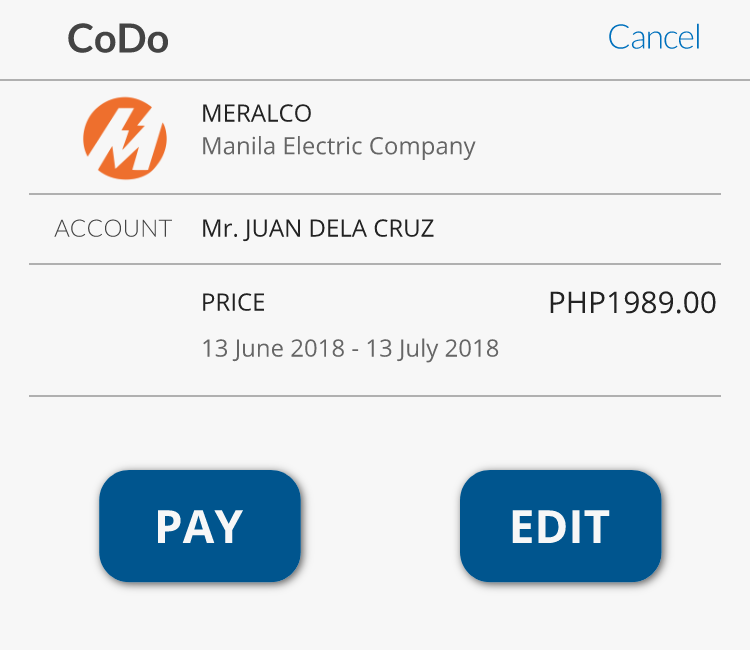 CoDo Cancel
MERALCO
Manila Electric Company
ACCOUNT Mr. JUAN DELA CRUZ
PRICE PHP1989.00
13 June 2018 - 13 July 2018
PAY EDIT